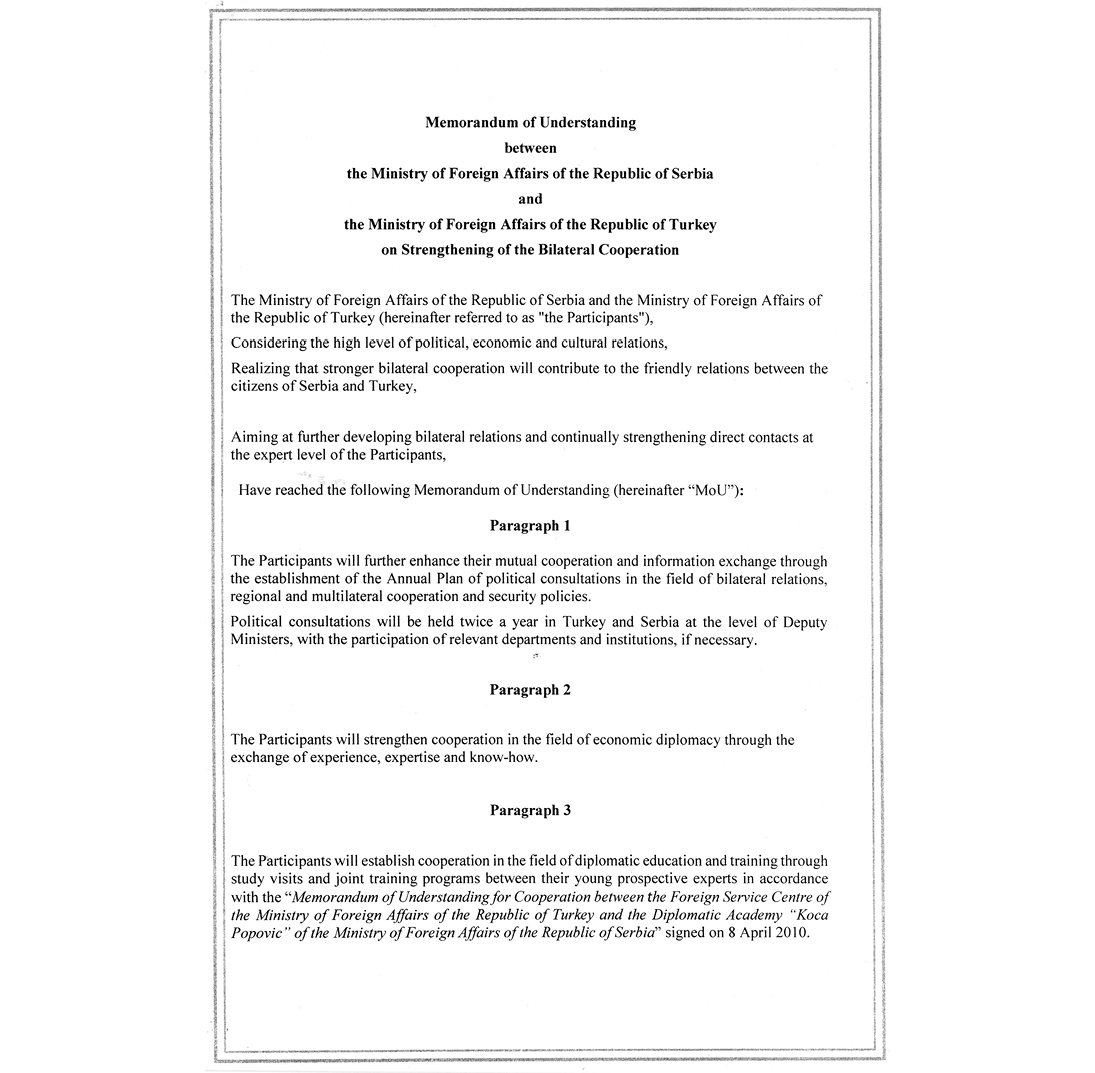 Memorandum of Understanding
between
the Ministry of Foreign Affairs of the Republic of Serbia
and
the Ministry of Foreign Affairs of the Republic of Turkey
on Strengthening of the Bilateral Cooperation
The Ministry of Foreign Affairs of the Republic of Serbia and the Ministry of Foreign Affairs of
the Republic of Turkey (hereinafter referred to as "the Participants"),
Considering the high level of political, economic and cultural relations,
Realizing that stronger bilateral cooperation will contribute to the friendly relations between the
citizens of Serbia and Turkey,
Aiming at further developing bilateral relations and continually strengthening direct contacts at
the expert level of the Participants,
Have reached the following Memorandum of Understanding (hereinafter “MoU”):
Paragraph 1
The Participants will further enhance their mutual cooperation and information exchange through
the establishment of the Annual Plan of political consultations in the field of bilateral relations,
regional and multilateral cooperation and security policies.
Political consultations will be held twice a year in Turkey and Serbia at the level of Deputy
Ministers, with the participation of relevant departments and institutions, if necessary.
Paragraph 2
The Participants will strengthen cooperation in the field of economic diplomacy through the
exchange of experience, expertise and know-how.
Paragraph 3
The Participants will establish cooperation in the field of diplomatic education and training through
study visits and joint training programs between their young prospective experts in accordance
with the “Memorandum of Understanding for Cooperation between the Foreign Service Centre of
the Ministry of Foreign Affairs of the Republic of Turkey and the Diplomatic Academy “Koca
Popovic” of the Ministry of Foreign Affairs of the Republic of Serbia” signed on 8 April 2010.